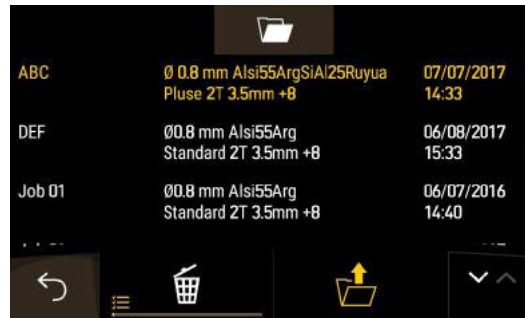 ABC
Ø 0.8 mm Alsi55ArgSiAl25Ruyua
Pluse 2T 3.5mm +8
07/07/2017
14:33
DEF
Ø0.8 mm Alsi55Arg
Standard 2T 3.5mm +8
06/08/2017
15:33
Job 01
Ø0.8 mm Alsi55Arg
Standard 2T 3.5mm +8
06/07/2016
14:40